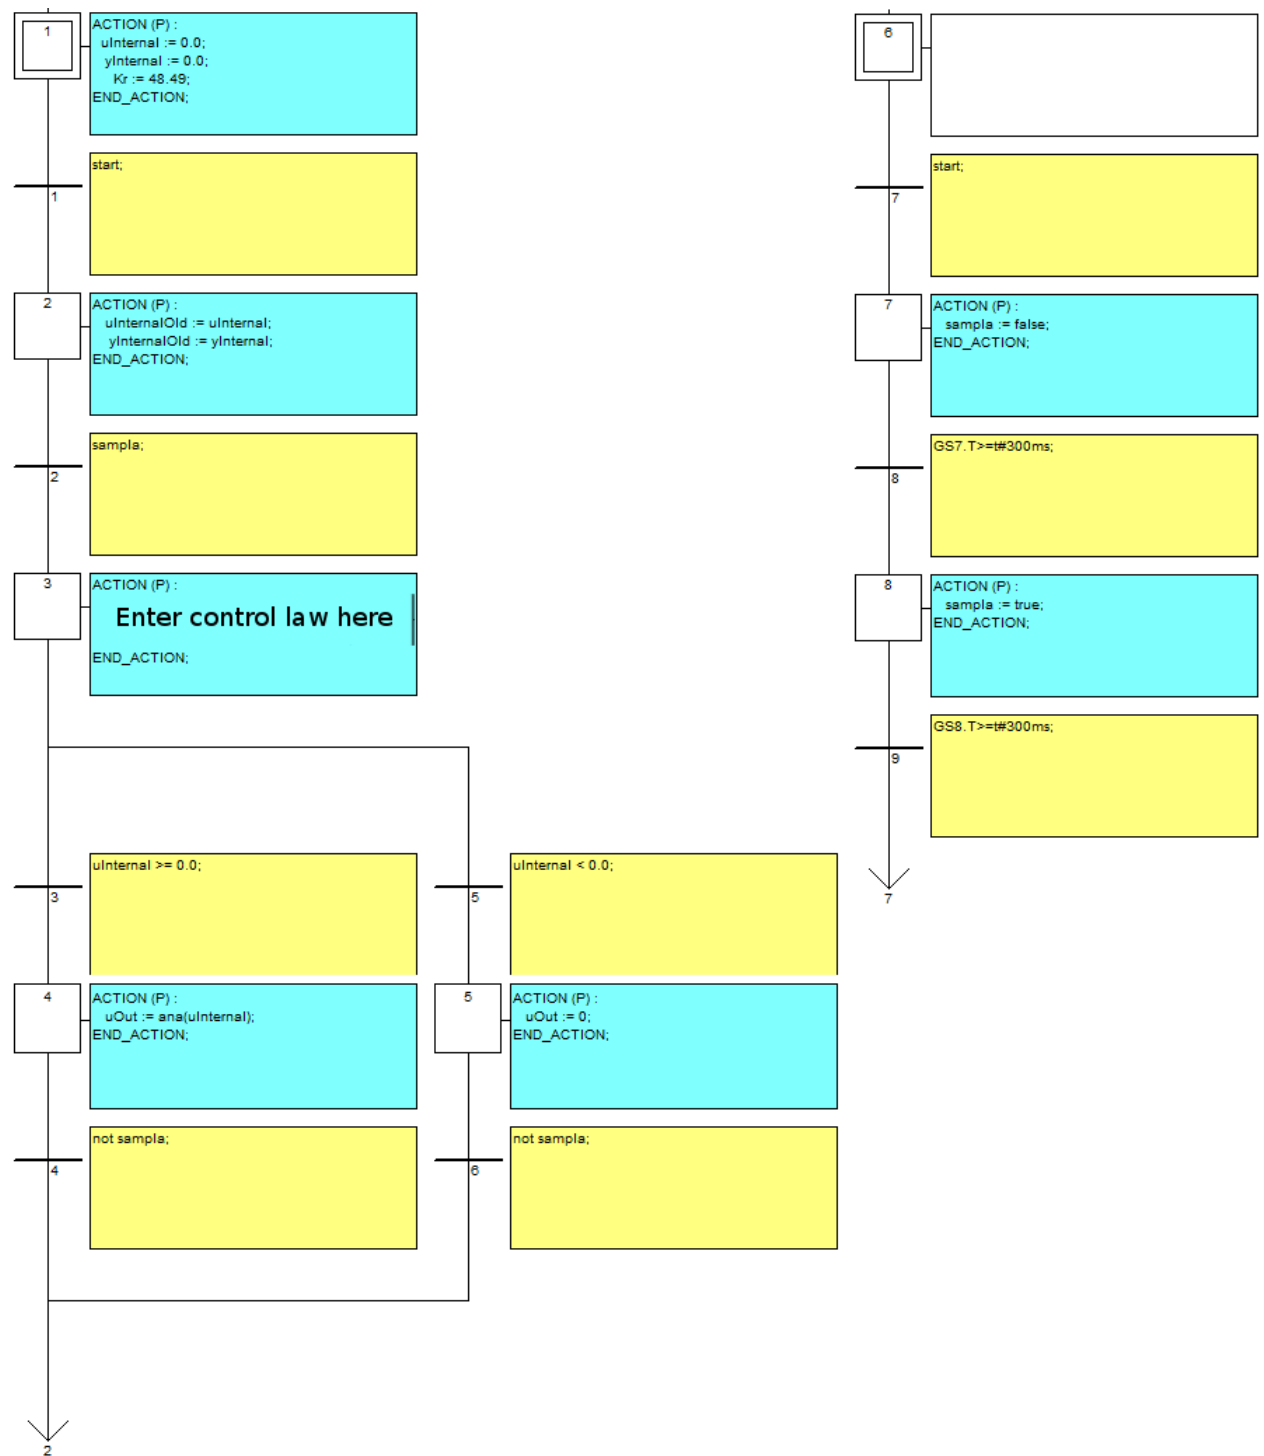 1
ACTION (P) :
uInternal := 0.0;
yInternal := 0.0;
Kr := 48.49;
END_ACTION;
start;
1
2
ACTION (P) :
uInternalOld := uInternal;
yInternalOld := yInternal;
END_ACTION;
sampla;
2
3
ACTION (P) :
Enter control law here
END_ACTION;
uInternal >= 0.0;
3
uInternal < 0.0;
5
4
ACTION (P) :
uOut := ana(uInternal);
END_ACTION;
5
ACTION (P) :
uOut := 0;
END_ACTION;
not sampla;
4
not sampla;
6
2
6
start;
7
7
ACTION (P) :
sampla := false;
END_ACTION;
GS7.T>=t#300ms;
8
8
ACTION (P) :
sampla := true;
END_ACTION;
GS8.T>=t#300ms;
9
7